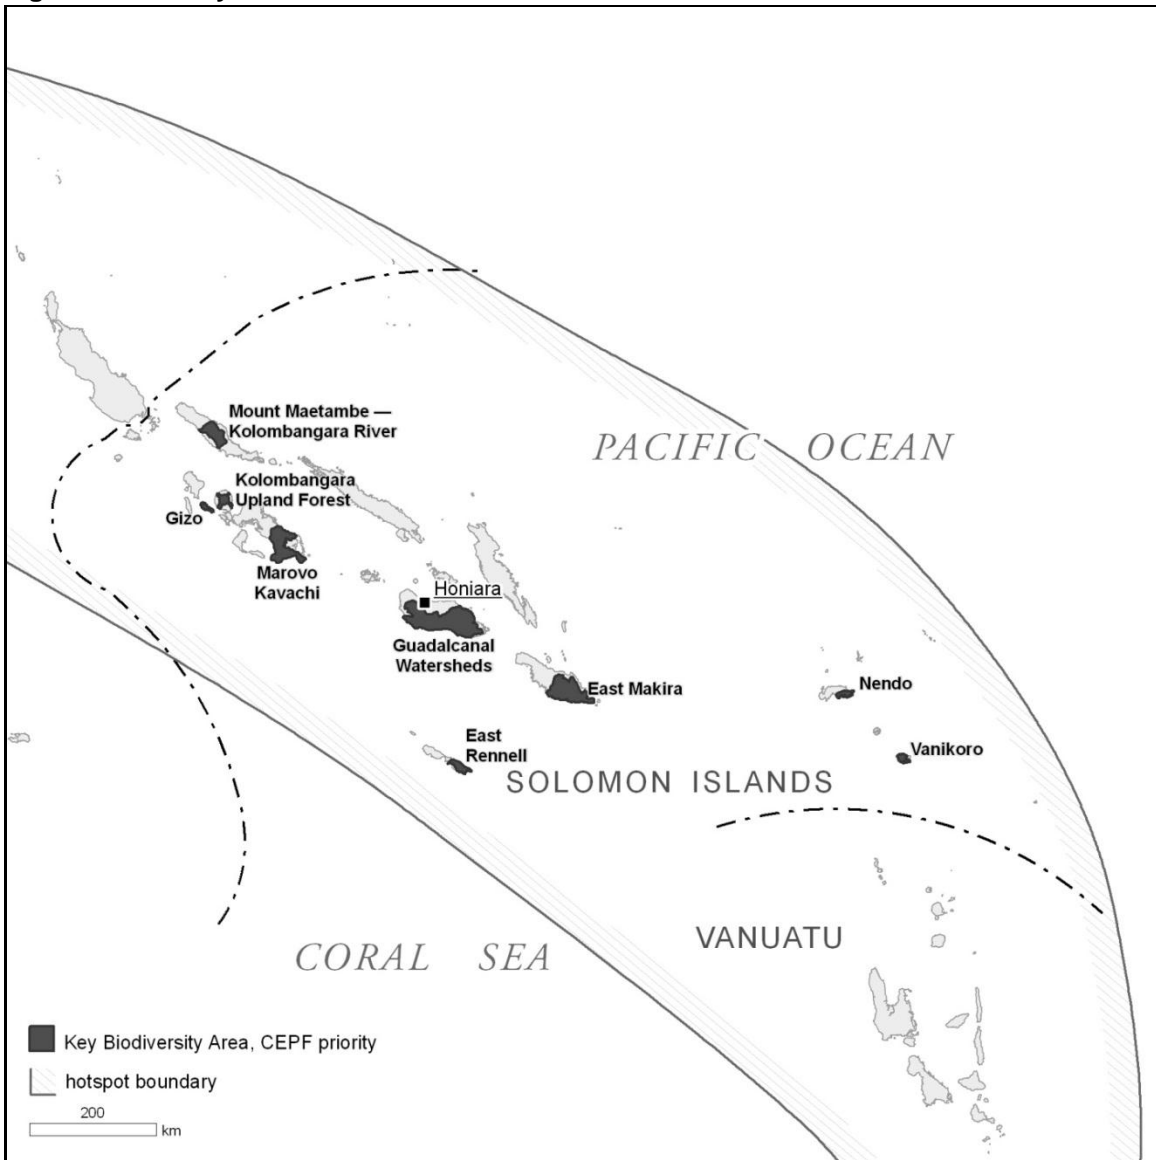 Mount Maetambe —
Kolombangara River
PACIFIC OCEAN
Kolombangara
Upland Forest
Gizo
Marovo
Kavachi
Honiara
Guadalcanal
Watersheds
East Makira
Nendo
East
Rennell
Vanikoro
SOLOMON ISLANDS
VANUATU
CORAL SEA
Key Biodiversity Area, CEPF priority
hotspot boundary
200
km